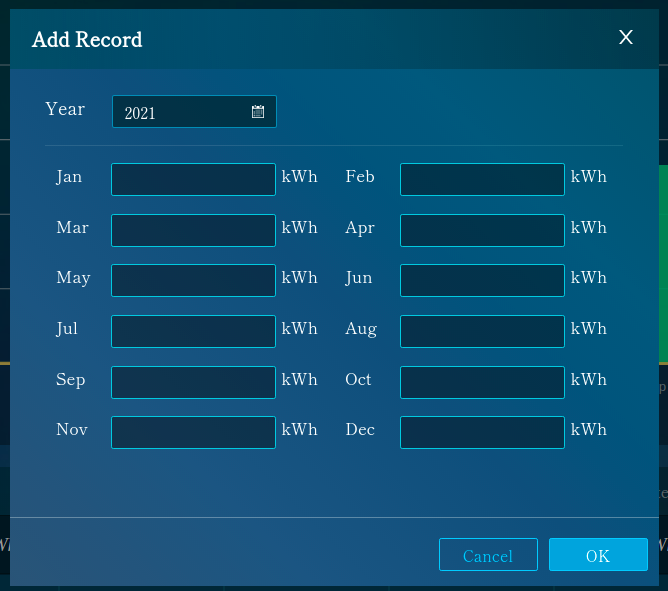 Add Record X
Year 2021
Jan kWh Feb kWh
Mar kWh Apr kWh
May kWh Jun kWh
Jul kWh Aug kWh
Sep kWh Oct kWh
Nov kWh Dec kWh
Cancel OK